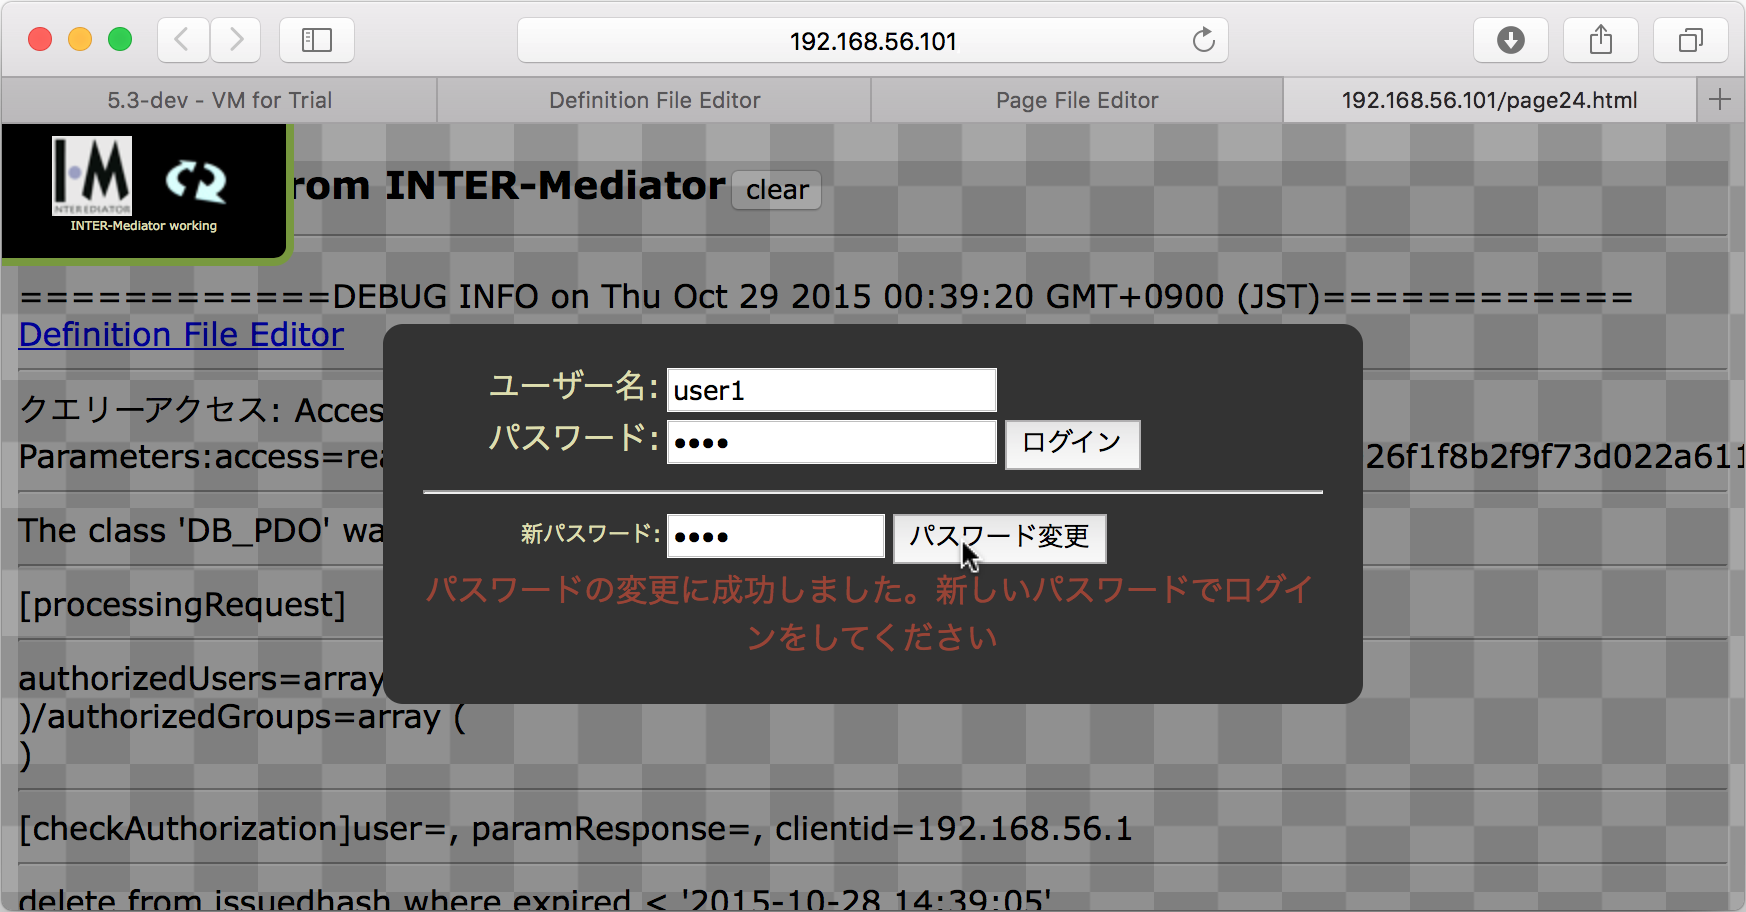 192.168.56.101
5.3-dev - VM for Trial
Definition File Editor
Page File Editor
192.168.56.101/page24.html
I·M
INTER-Mediator working
rom INTER-Mediator
clear
============DEBUG INFO on Thu Oct 29 2015 00:39:20 GMT+0900 (JST)============
Definition File Editor
ユーザー名: user1
クエリーアクセス: Acces
パスワード: •••• ログイン
Parameters:access=rea 26f1f8b2f9f73d022a611
The class 'DB_PDO' wa
新パスワード: •••• パスワード変更
パスワードの変更に成功しました。新しいパスワードでログイ
ンをしてください
[processingRequest]
authorizedUsers=array
)/authorizedGroups=array (
)
[checkAuthorization]user=, paramResponse=, clientid=192.168.56.1
delete from issuedhash where expired < '2015-10-28 14:39:05'